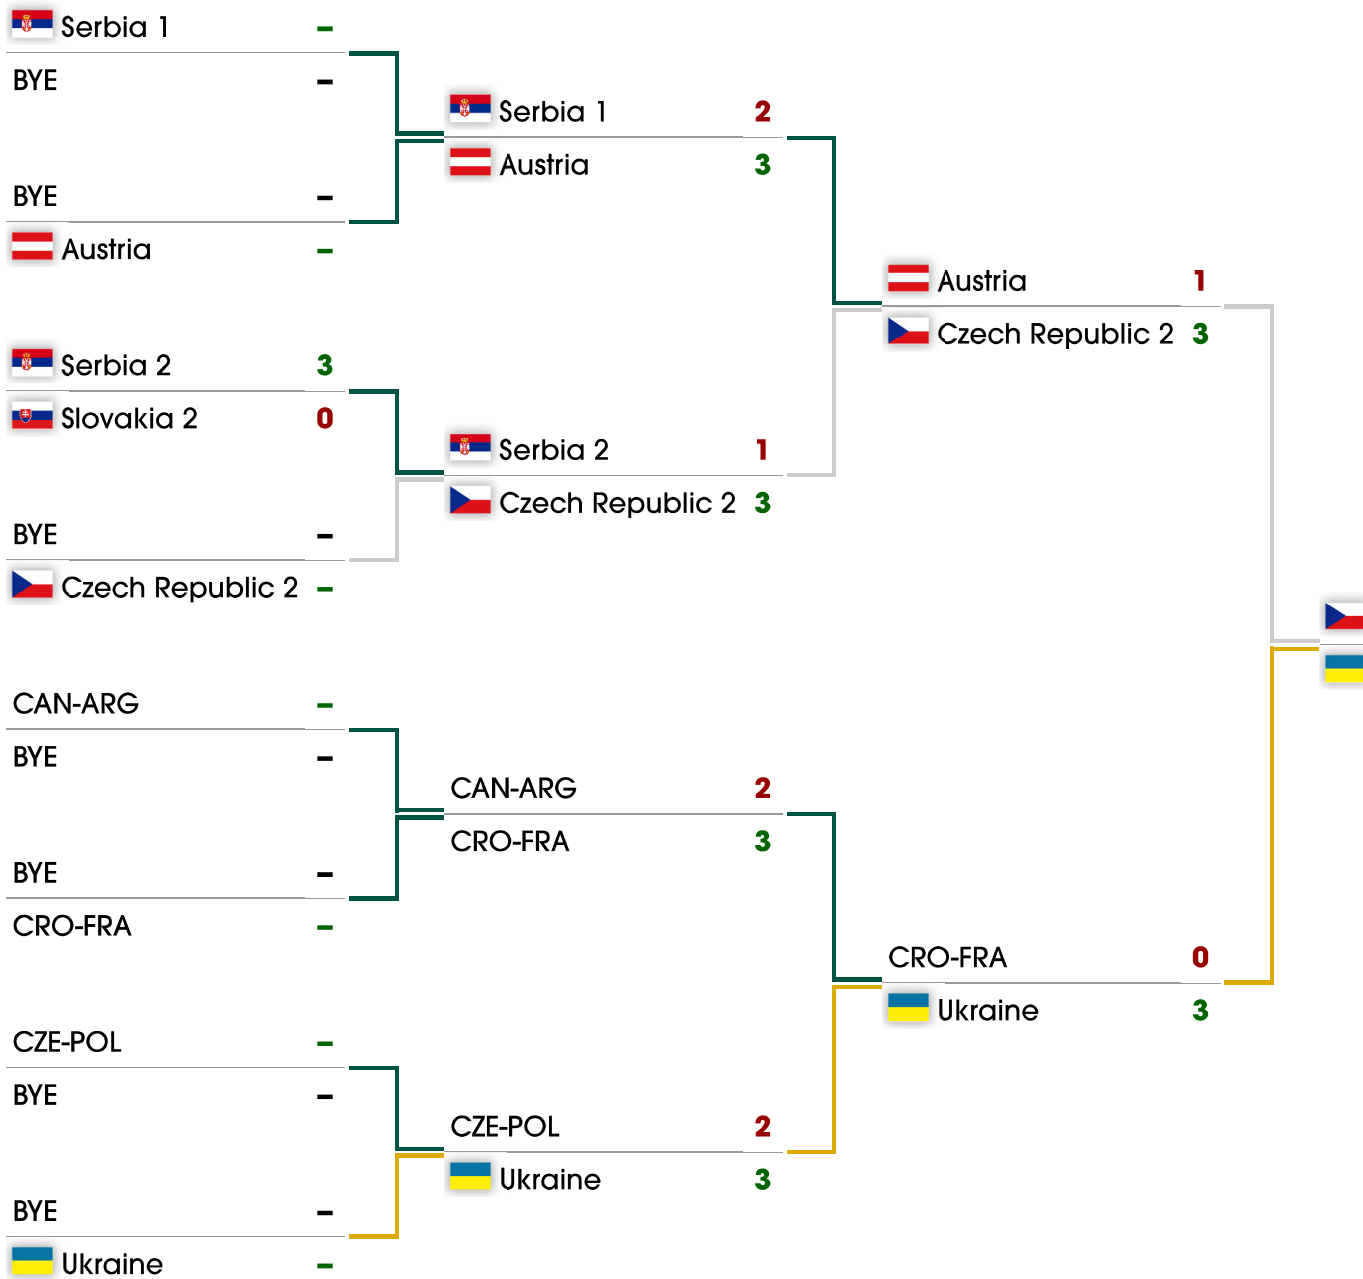 Serbia 1 –
BYE –
BYE –
Austria –
Serbia 2 3
Slovakia 2 0
BYE –
Czech Republic 2 –
CAN-ARG –
BYE –
BYE –
CRO-FRA –
CZE-POL –
BYE –
BYE –
Ukraine –
Serbia 1 2
Austria 3
Serbia 2 1
Czech Republic 2 3
CAN-ARG 2
CRO-FRA 3
CZE-POL 2
Ukraine 3
Austria 1
Czech Republic 2 3
CRO-FRA 0
Ukraine 3